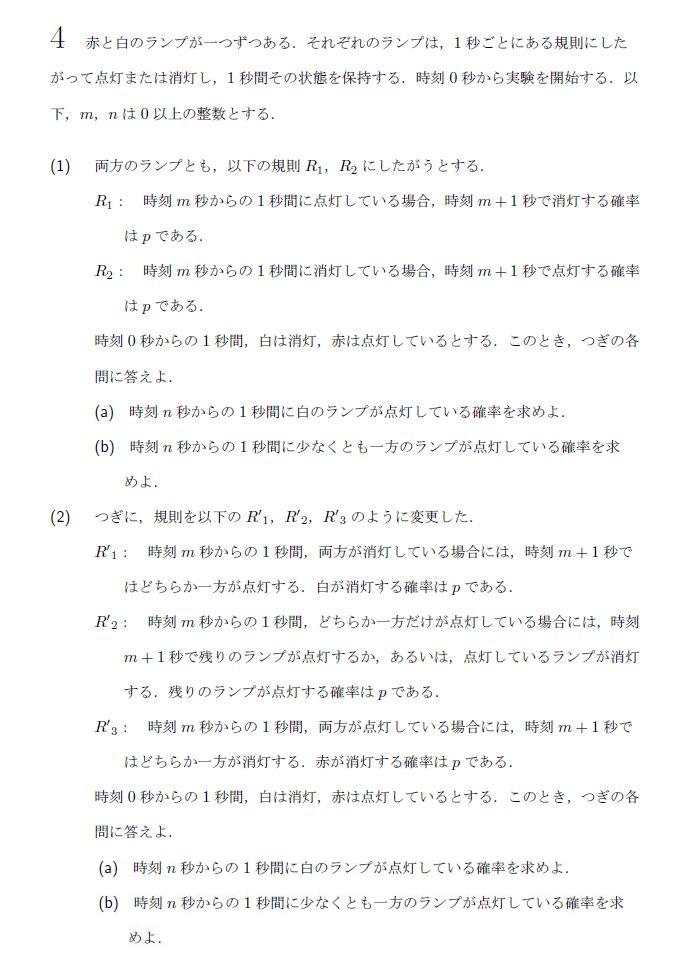 4 赤と白のランプが一つずつある．それぞれのランプは，1 秒ごとにある規則にした
がって点灯または消灯し，1 秒間その状態を保持する．時刻 0 秒から実験を開始する．以
下，m，n は 0 以上の整数とする．
(1) 両方のランプとも，以下の規則 R₁，R₂ にしたがうとする．
R₁： 時刻 m 秒からの 1 秒間に点灯している場合，時刻 m + 1 秒で消灯する確率
は p である．
R₂： 時刻 m 秒からの 1 秒間に消灯している場合，時刻 m + 1 秒で点灯する確率
は p である．
時刻 0 秒からの 1 秒間，白は消灯，赤は点灯しているとする．このとき，つぎの各
問に答えよ．
(a) 時刻 n 秒からの 1 秒間に白のランプが点灯している確率を求めよ．
(b) 時刻 n 秒からの 1 秒間に少なくとも一方のランプが点灯している確率を求
めよ．
(2) つぎに，規則を以下の R′₁，R′₂，R′₃ のように変更した．
R′₁： 時刻 m 秒からの 1 秒間，両方が消灯している場合には，時刻 m + 1 秒で
はどちらか一方が点灯する．白が消灯する確率は p である．
R′₂： 時刻 m 秒からの 1 秒間，どちらか一方だけが点灯している場合には，時刻
m + 1 秒で残りのランプが点灯するか，あるいは，点灯しているランプが消灯
する．残りのランプが点灯する確率は p である．
R′₃： 時刻 m 秒からの 1 秒間，両方が点灯している場合には，時刻 m + 1 秒で
はどちらか一方が消灯する．赤が消灯する確率は p である．
時刻 0 秒からの 1 秒間，白は消灯，赤は点灯しているとする．このとき，つぎの各
問に答えよ．
(a) 時刻 n 秒からの 1 秒間に白のランプが点灯している確率を求めよ．
(b) 時刻 n 秒からの 1 秒間に少なくとも一方のランプが点灯している確率を求
めよ．